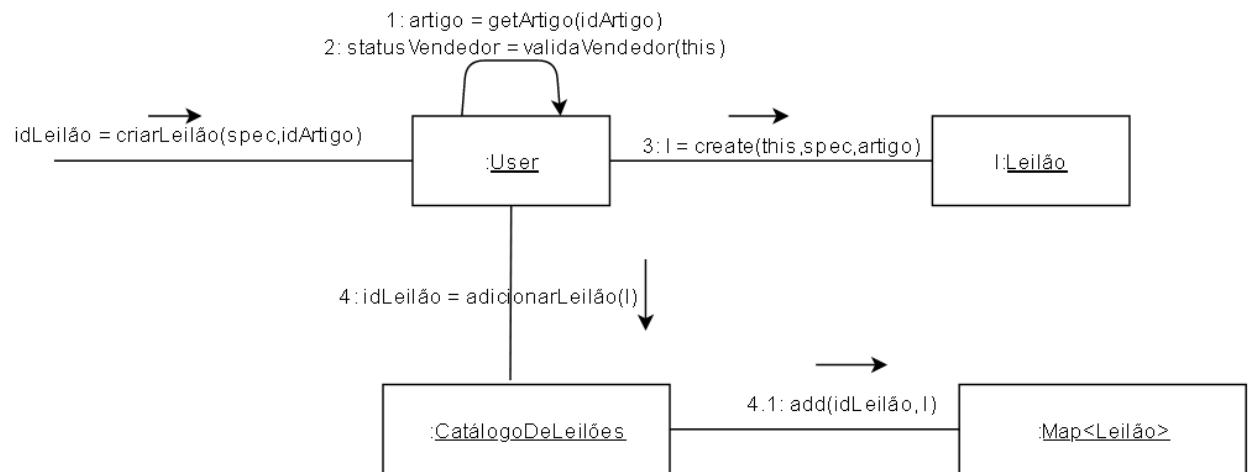 1: artigo = getArtigo(idArtigo)
2: statusVendedor = validaVendedor(this)
idLeilão = criarLeilão(spec,idArtigo)
:User
3: l = create(this,spec,artigo)
l:Leilão
4: idLeilão = adicionarLeilão(l)
4.1: add(idLeilão,l)
:CatálogoDeLeilões
:Map<Leilão>